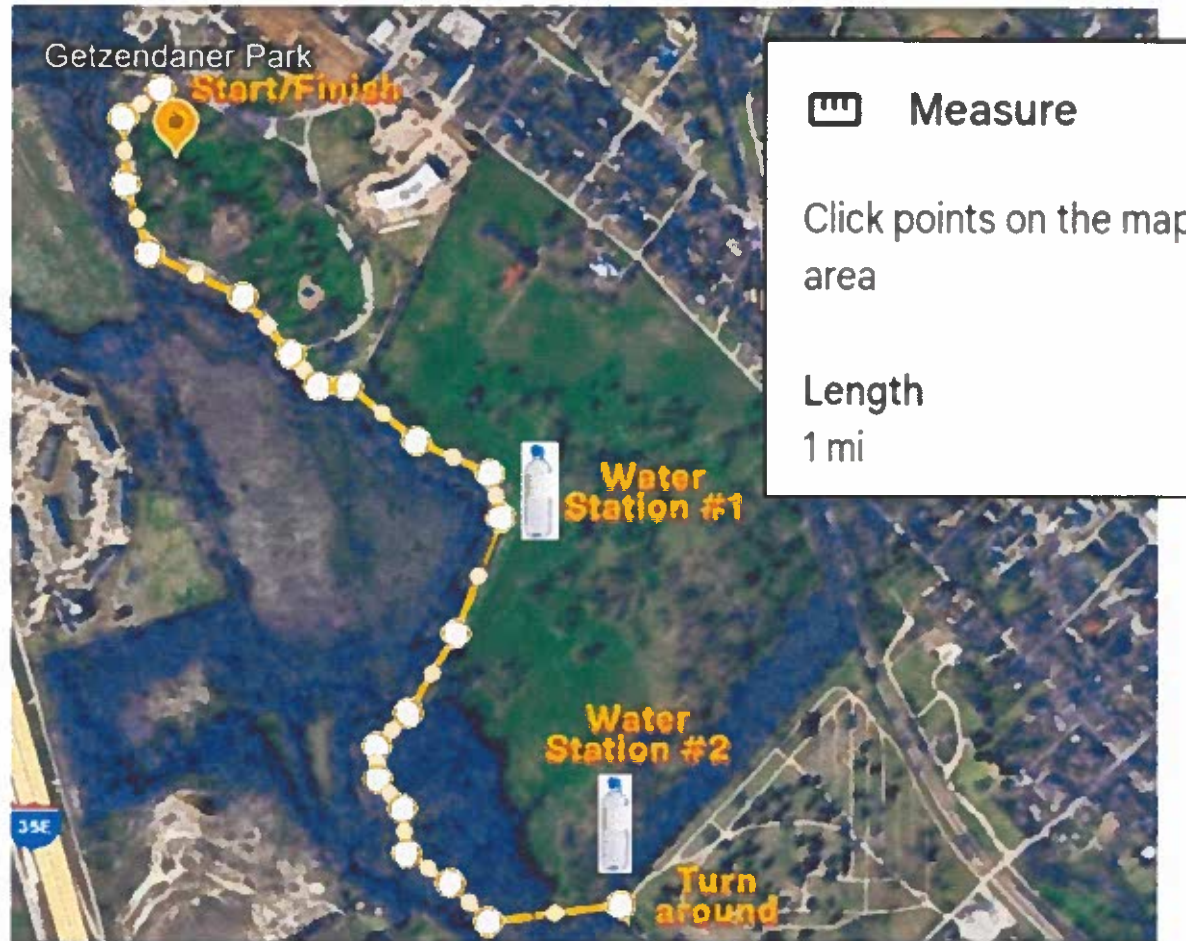 Getzendaner Park
Start/Finish
Measure
Click points on the map
area
Length
1 mi
Water
Station #1
Water
Station #2
35E
Turn
around